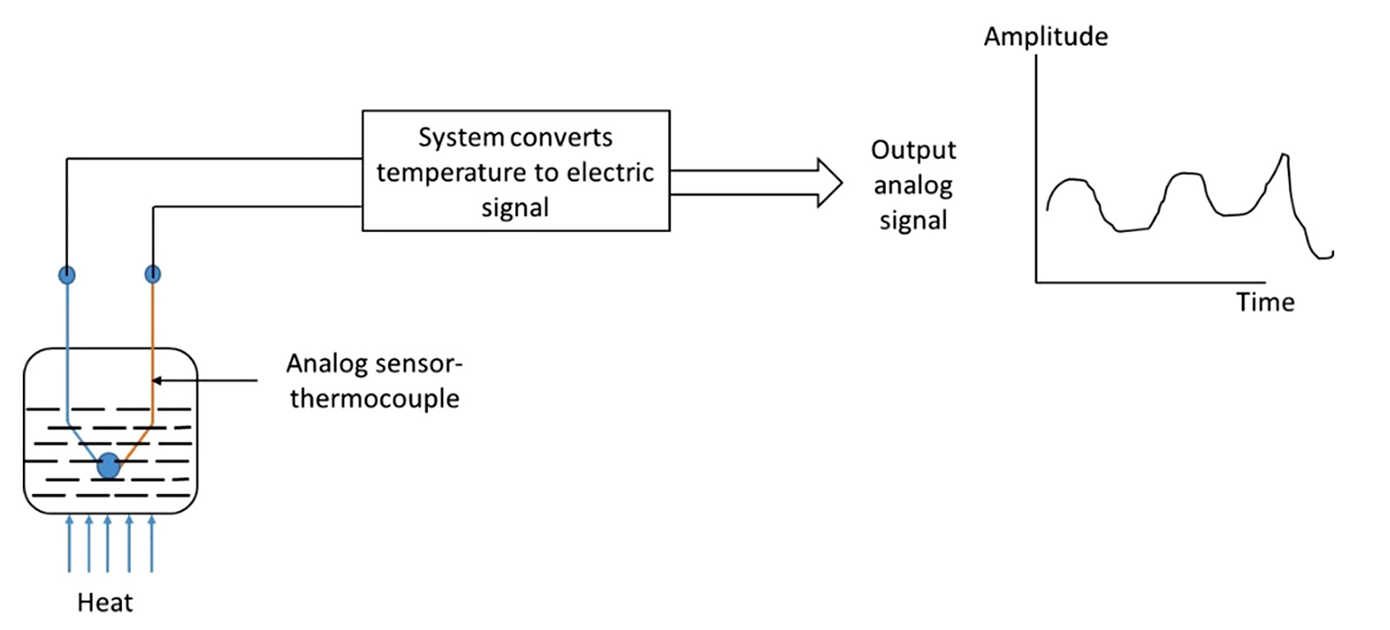 Amplitude
System converts
temperature to electric
signal
Output
analog
signal
Time
Analog sensor-
thermocouple
Heat